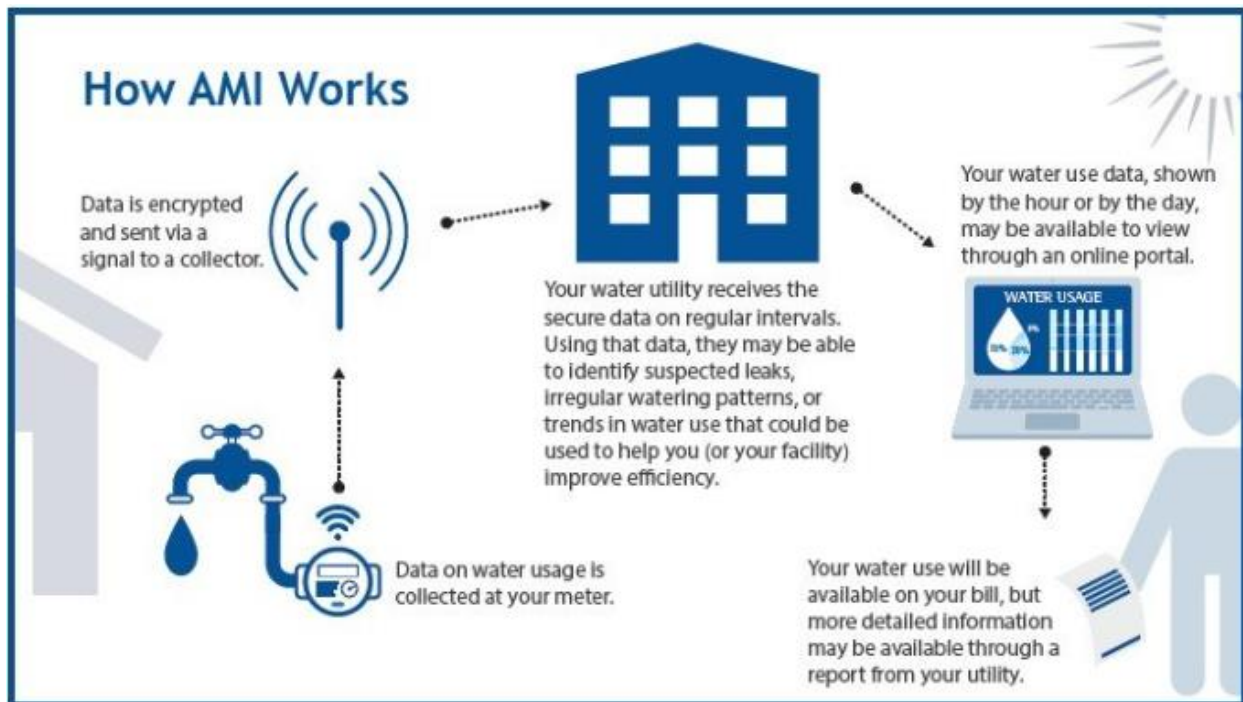 How AMI Works
Data is encrypted
and sent via a
signal to a collector.
Your water utility receives the
secure data on regular intervals.
Using that data, they may be able
to identify suspected leaks,
irregular watering patterns, or
trends in water use that could be
used to help you (or your facility)
improve efficiency.
Your water use data, shown
by the hour or by the day,
may be available to view
through an online portal.
WATER USAGE
Data on water usage is
collected at your meter.
Your water use will be
available on your bill, but
more detailed information
may be available through a
report from your utility.